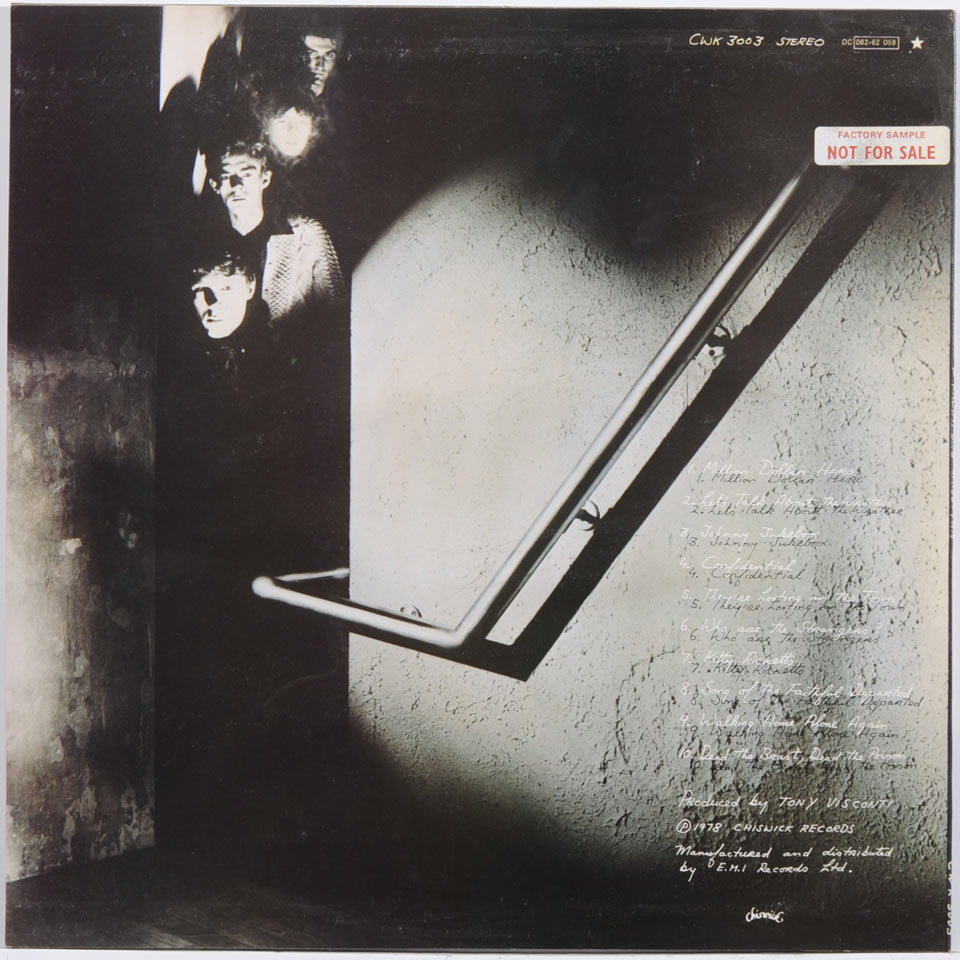 CWK 3003 STEREO OC 062-62 059
FACTORY SAMPLE
NOT FOR SALE
1. Million Dollar Hero
2. Let's Talk About the Weather
3. Johnny Jukebox
4. Confidential
5. They're Looting in the Town
6. Who are the Strangers?
7. Kitty Ricketts
8. Song of the Faithful Departed
9. Walking Home Alone Again
10. Dead the Beast, Dead the Poison
Produced by TONY VISCONTI
Ⓟ 1978 CHISWICK RECORDS
Manufactured and distributed
by E.M.I Records Ltd.
chiswick